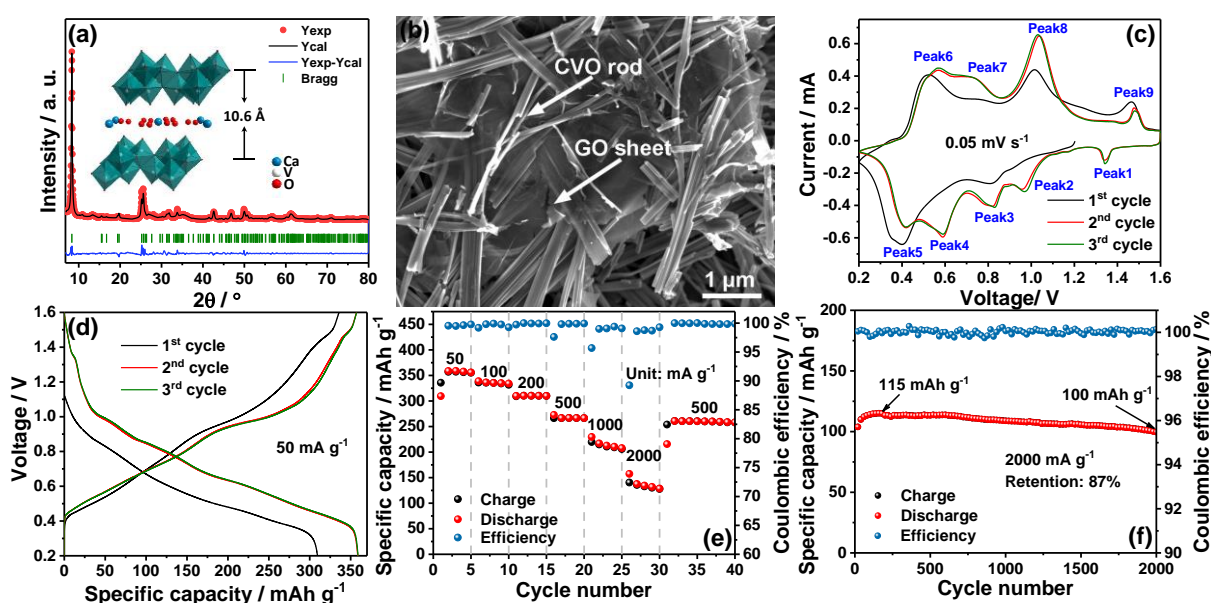 (a)
Yexp
Ycal
Yexp-Ycal
Bragg
10.6 Å
Ca
V
O
Intensity / a. u.
10 20 30 40 50 60 70 80
2θ / °
(b)
CVO rod
GO sheet
1 µm
(c)
Peak8
Peak6
Peak7
Peak9
0.05 mV s-1
Peak1
Peak2
Peak3
Peak4
Peak5
1st cycle
2nd cycle
3rd cycle
Current / mA
0.6
0.4
0.2
0.0
-0.2
-0.4
-0.6
0.2 0.4 0.6 0.8 1.0 1.2 1.4 1.6
Voltage/ V
(d)
1st cycle
2nd cycle
3rd cycle
50 mA g-1
Voltage / V
1.6
1.4
1.2
1.0
0.8
0.6
0.4
0.2
0 50 100 150 200 250 300 350
Specific capacity / mAh g-1
Specific capacity / mAh g-1
450
400
350
300
250
200
150
100
50
0
50
100
200
500
1000
2000
500
Unit: mA g-1
Charge
Discharge
Efficiency
(e)
100
95
90
85
80
75
70
65
60
Coulombic efficiency / %
0 5 10 15 20 25 30 35 40
Cycle number
Specific capacity / mAh g-1
200
175
150
125
100
75
50
25
0
115 mAh g-1
100 mAh g-1
2000 mA g-1
Retention: 87%
Charge
Discharge
Efficiency
(f)
100
98
96
94
92
90
Coulombic efficiency / %
0 500 1000 1500 2000
Cycle number